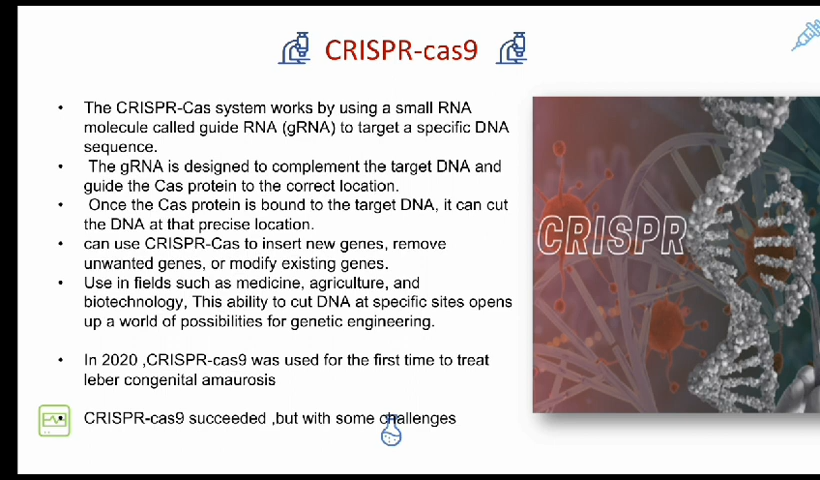 CRISPR-cas9
• The CRISPR-Cas system works by using a small RNA
molecule called guide RNA (gRNA) to target a specific DNA
sequence.
• The gRNA is designed to complement the target DNA and
guide the Cas protein to the correct location.
• Once the Cas protein is bound to the target DNA, it can cut
the DNA at that precise location.
• can use CRISPR-Cas to insert new genes, remove
unwanted genes, or modify existing genes.
• Use in fields such as medicine, agriculture, and
biotechnology, This ability to cut DNA at specific sites opens
up a world of possibilities for genetic engineering.
• In 2020 ,CRISPR-cas9 was used for the first time to treat
leber congenital amaurosis
CRISPR-cas9 succeeded ,but with some challenges
CRISPR